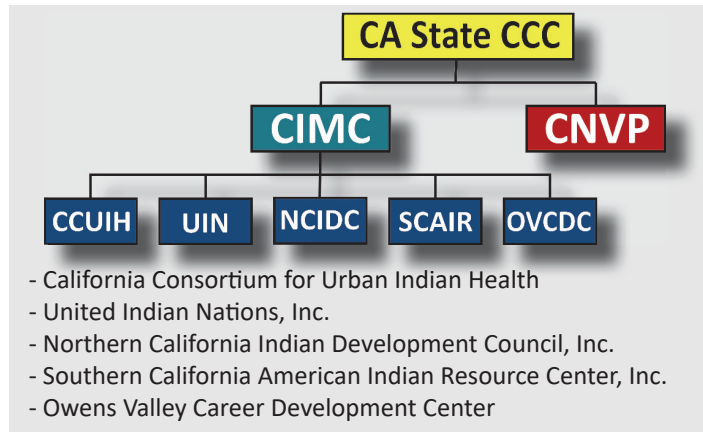 CA State CCC
CIMC CNVP
CCUIH UIN NCIDC SCAIR OVCDC
- California Consortium for Urban Indian Health
- United Indian Nations, Inc.
- Northern California Indian Development Council, Inc.
- Southern California American Indian Resource Center, Inc.
- Owens Valley Career Development Center